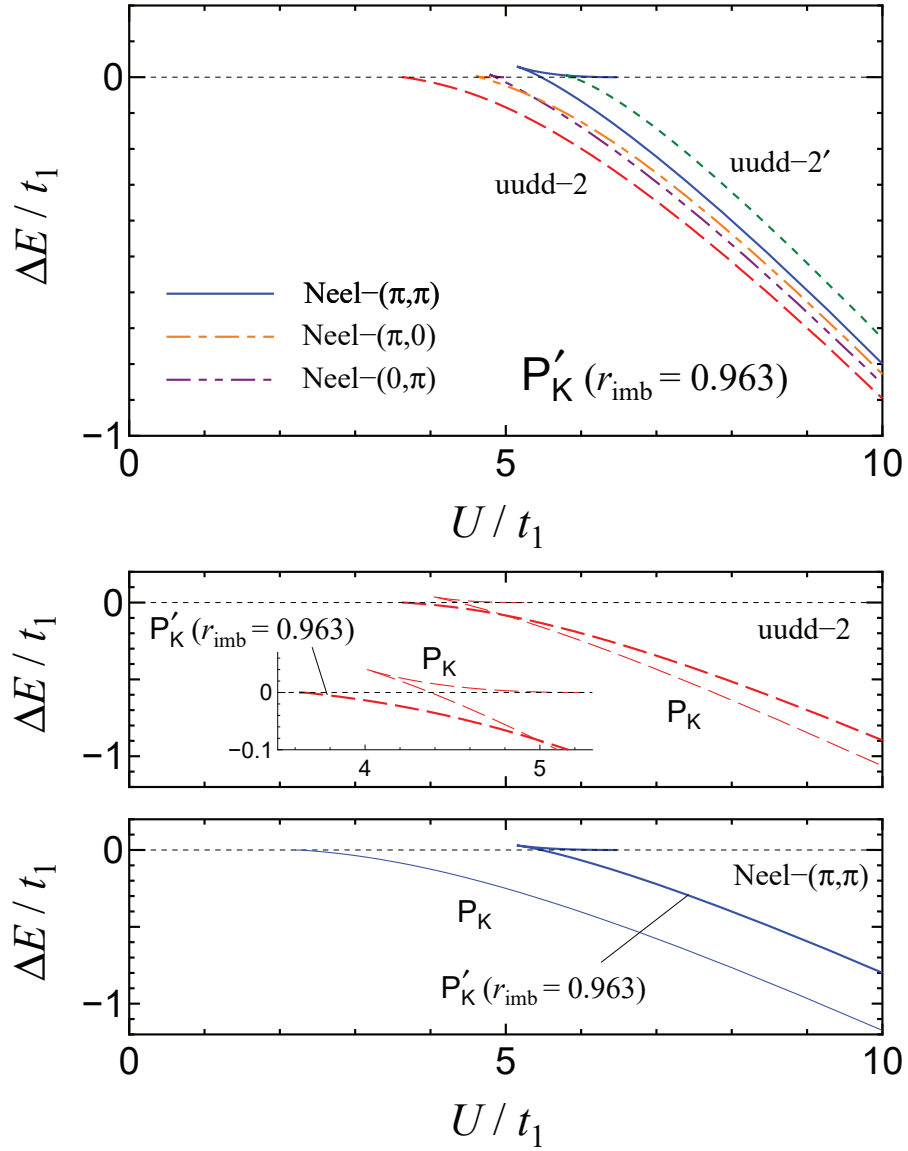 0
ΔE / t₁
uudd−2
uudd−2′
Neel−(π,π)
Neel−(π,0)
Neel−(0,π)
P′K (rimb = 0.963)
−1
0
5
10
U / t₁
0
P′K (rimb = 0.963)
uudd−2
ΔE / t₁
PK
0
PK
−0.1
4
5
−1
0
ΔE / t₁
Neel−(π,π)
PK
P′K (rimb = 0.963)
−1
0
5
10
U / t₁